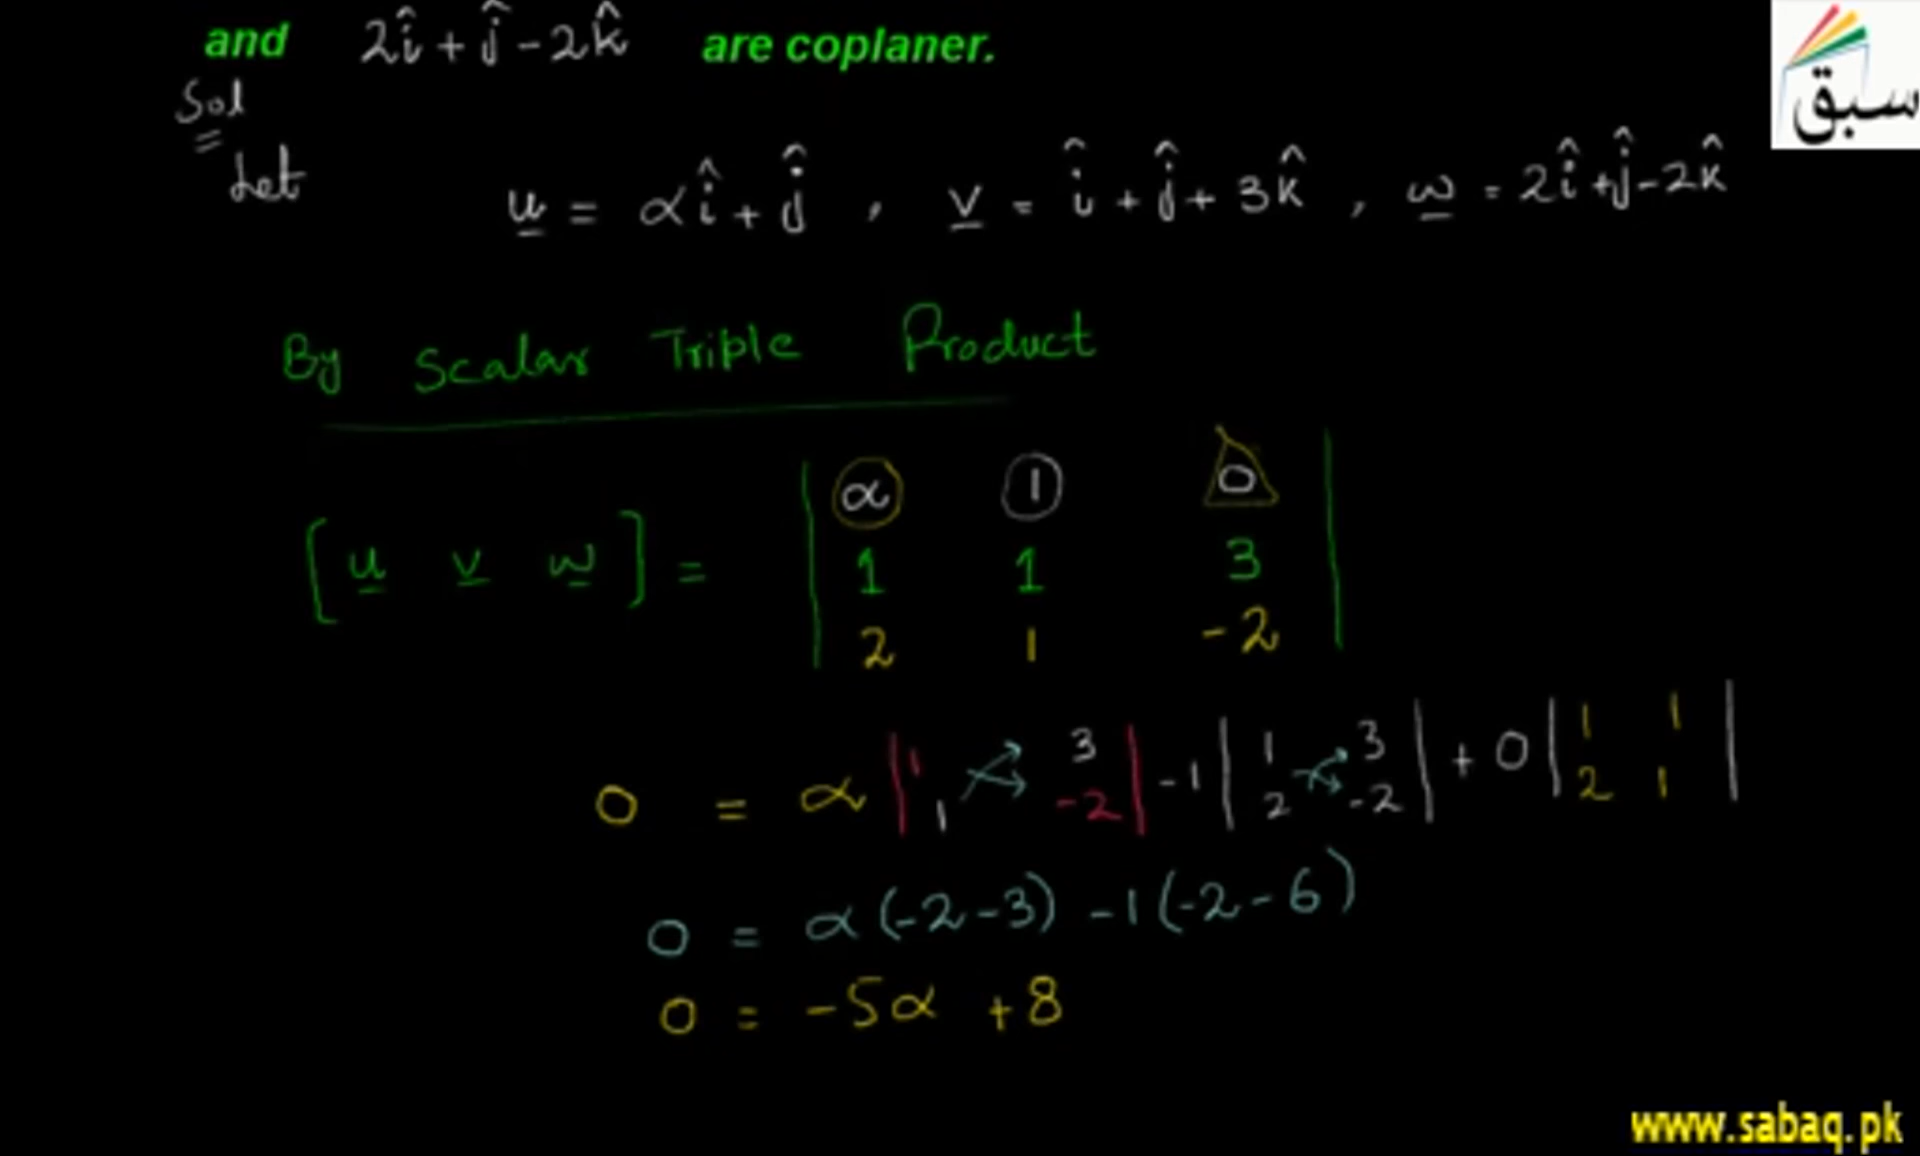 and 2î + ĵ - 2k̂ are coplaner.
سبق
Sol
Let u = αî + ĵ , v = î + ĵ + 3k̂ , w = 2î + ĵ - 2k̂
By Scalar Triple Product
[u v w] = | α 1 0 |
| 1 1 3 |
| 2 1 -2 |
0 = α | 1 3 | - 1 | 1 3 | + 0 | 1 1 |
| 1 -2 | | 2 -2 | | 2 1 |
0 = α(-2-3) - 1(-2-6)
0 = -5α + 8
www.sabaq.pk